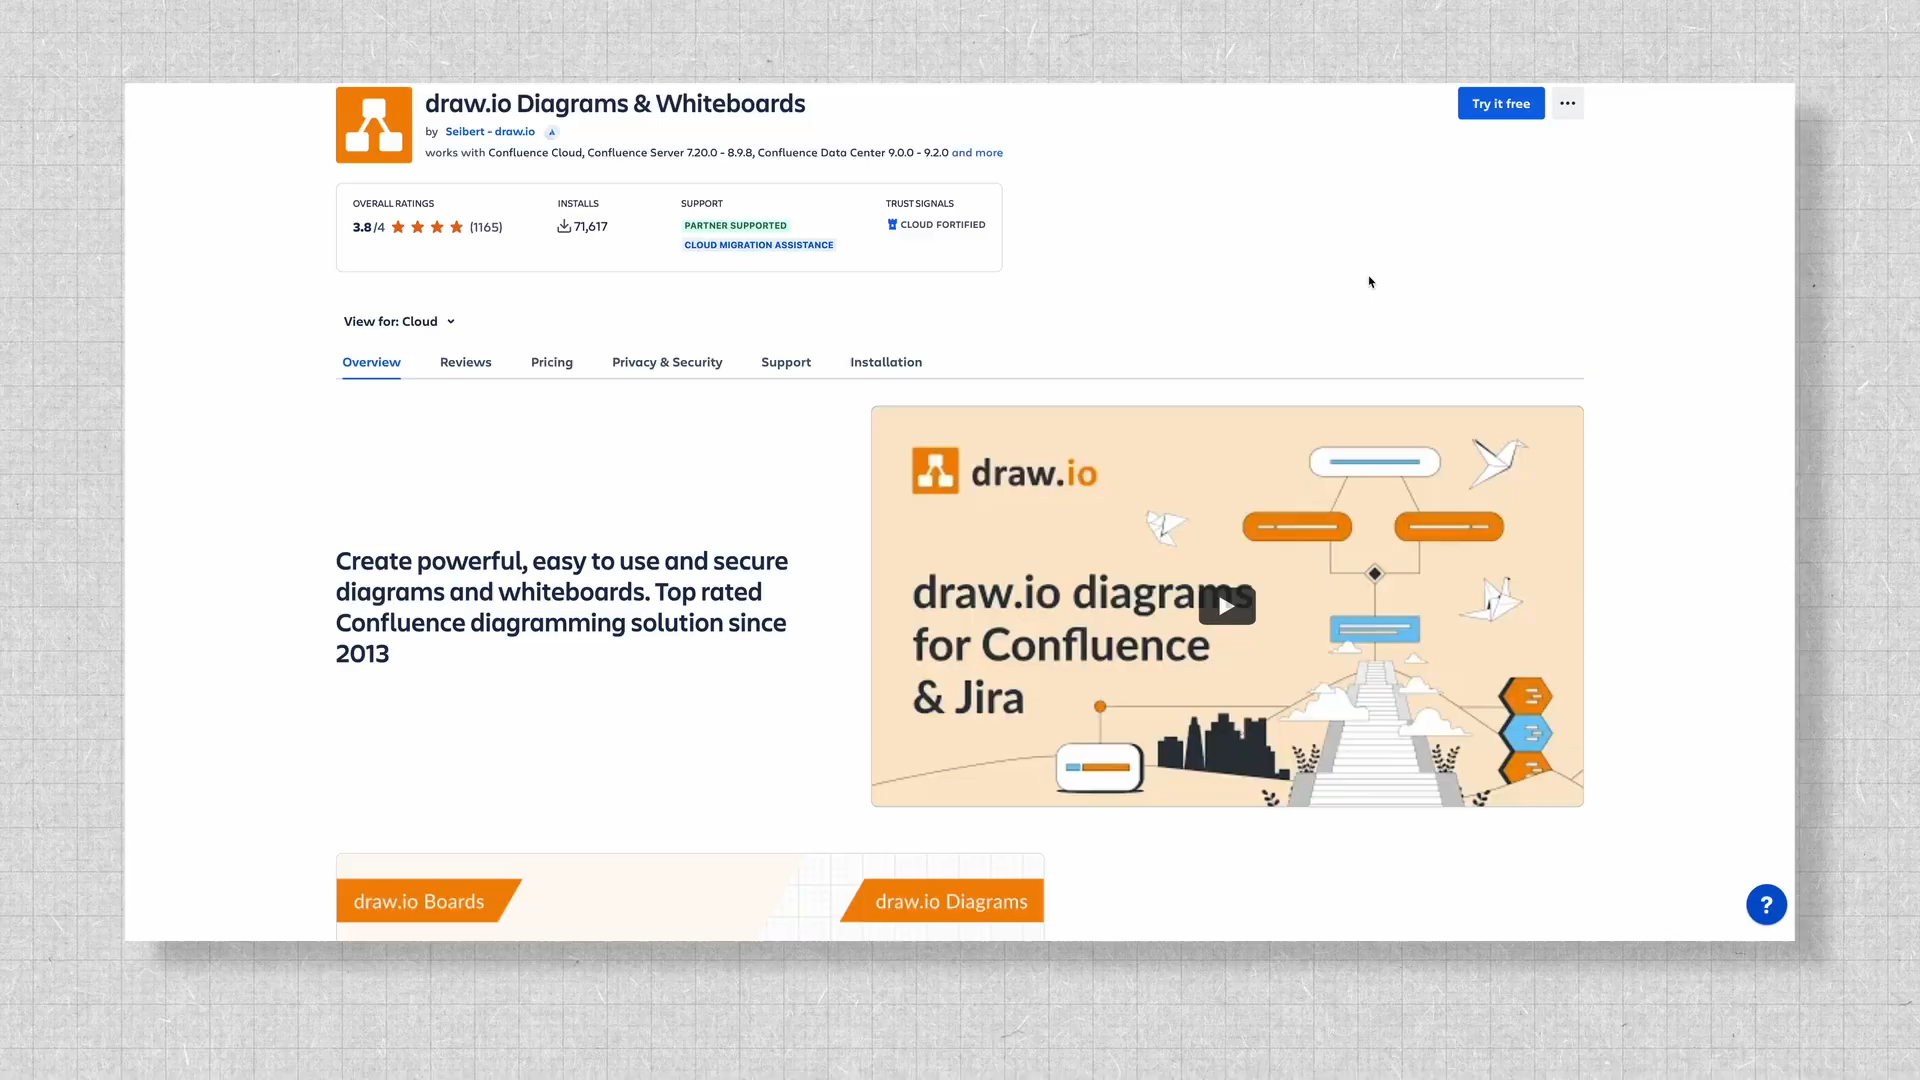 draw.io Diagrams & Whiteboards
by Seibert - draw.io
works with Confluence Cloud, Confluence Server 7.20.0 - 8.9.8, Confluence Data Center 9.0.0 - 9.2.0 and more
Try it free
OVERALL RATINGS
3.8/4 (1165)
INSTALLS
71,617
SUPPORT
PARTNER SUPPORTED
CLOUD MIGRATION ASSISTANCE
TRUST SIGNALS
CLOUD FORTIFIED
View for: Cloud
Overview Reviews Pricing Privacy & Security Support Installation
Create powerful, easy to use and secure
diagrams and whiteboards. Top rated
Confluence diagramming solution since
2013
draw.io
draw.io diagrams
for Confluence
& Jira
draw.io Boards
draw.io Diagrams
?